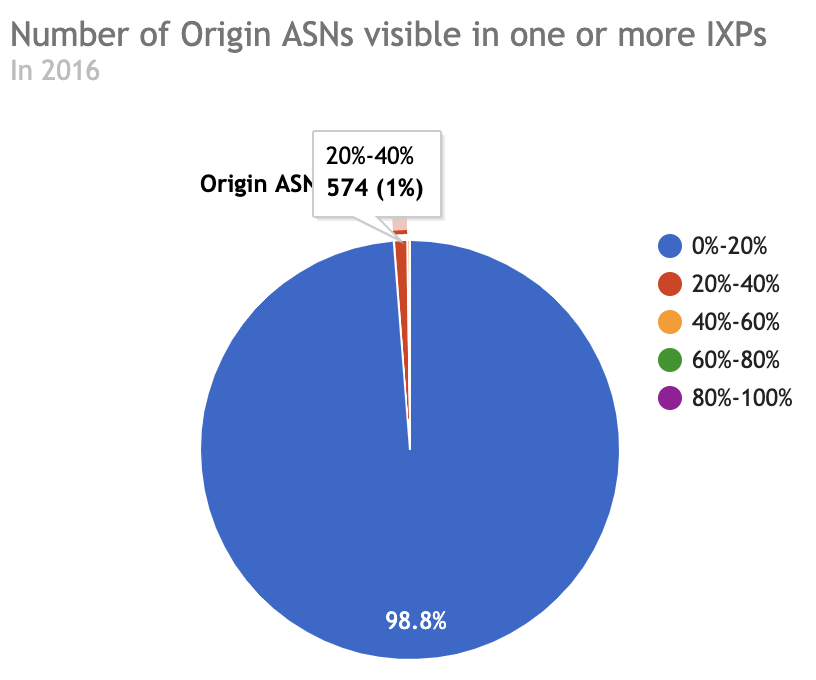 Number of Origin ASNs visible in one or more IXPs
In 2016
20%-40%
Origin
574 (1%)
0%-20%
20%-40%
40%-60%
60%-80%
80%-100%
98.8%